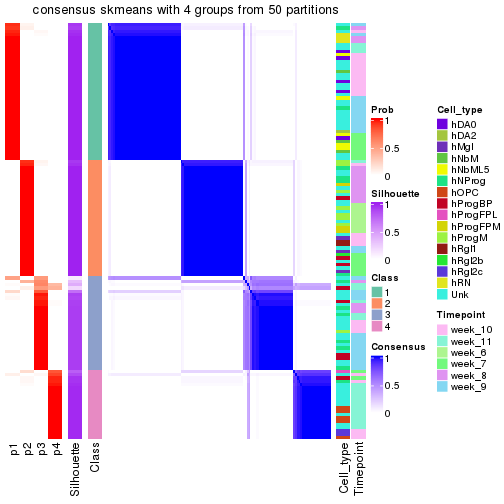 consensus skmeans with 4 groups from 50 partitions
Prob
1
0.5
0
Silhouette
1
0.5
0
Class
1
2
3
4
Consensus
1
0.5
0
Cell_type
hDA0
hDA2
hMgl
hNbM
hNbML5
hNProg
hOPC
hProgBP
hProgFPL
hProgFPM
hProgM
hRgl1
hRgl2b
hRgl2c
hRN
Unk
Timepoint
week_10
week_11
week_6
week_7
week_8
week_9
p1
p2
p3
p4
Silhouette
Class
Cell_type
Timepoint